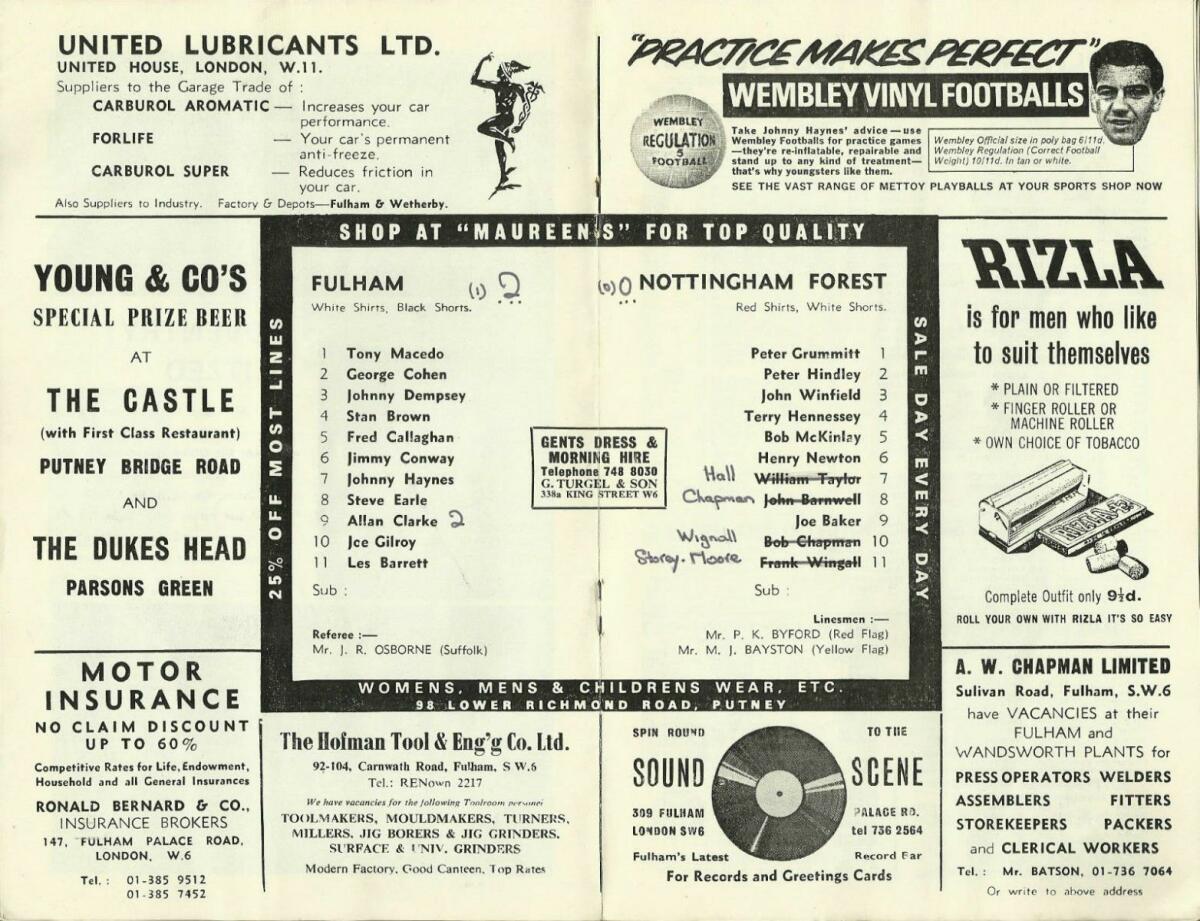 UNITED LUBRICANTS LTD.
UNITED HOUSE, LONDON, W.11.
Suppliers to the Garage Trade of :
CARBUROL AROMATIC — Increases your car
performance.
FORLIFE — Your car's permanent
anti-freeze.
CARBUROL SUPER — Reduces friction in
your car.
Also Suppliers to Industry. Factory & Depots—Fulham & Wetherby.
"PRACTICE MAKES PERFECT"
WEMBLEY VINYL FOOTBALLS
WEMBLEY
REGULATION
5
FOOTBALL
Take Johnny Haynes' advice—use
Wembley Footballs for practice games
—they're re-inflatable, repairable and
stand up to any kind of treatment—
that's why youngsters like them.
Wembley Official size in poly bag 6/11d.
Wembley Regulation (Correct Football
Weight) 10/11d. In tan or white.
SEE THE VAST RANGE OF METTOY PLAYBALLS AT YOUR SPORTS SHOP NOW
YOUNG & CO'S
SPECIAL PRIZE BEER
AT
THE CASTLE
(with First Class Restaurant)
PUTNEY BRIDGE ROAD
AND
THE DUKES HEAD
PARSONS GREEN
SHOP AT "MAUREEN'S" FOR TOP QUALITY
25% OFF MOST LINES
FULHAM (1) 2
White Shirts, Black Shorts.
1 Tony Macedo
2 George Cohen
3 Johnny Dempsey
4 Stan Brown
5 Fred Callaghan
6 Jimmy Conway
7 Johnny Haynes
8 Steve Earle
9 Allan Clarke 2
10 Joe Gilroy
11 Les Barrett
Sub :
Referee :—
Mr. J. R. OSBORNE (Suffolk)
GENTS DRESS &
MORNING HIRE
Telephone 748 8030
G. TURGEL & SON
338a KING STREET W6
(0) 0 NOTTINGHAM FOREST
Red Shirts, White Shorts.
Peter Grummitt 1
Peter Hindley 2
John Winfield 3
Terry Hennessey 4
Bob McKinlay 5
Henry Newton 6
Hall William Taylor 7
Chapman John Barnwell 8
Joe Baker 9
Wignall Bob Chapman 10
Storey-Moore Frank Wingall 11
Sub :
Linesmen :—
Mr. P. K. BYFORD (Red Flag)
Mr. M. J. BAYSTON (Yellow Flag)
SALE DAY EVERY DAY
WOMENS, MENS & CHILDRENS WEAR, ETC.
98 LOWER RICHMOND ROAD, PUTNEY
RIZLA
is for men who like
to suit themselves
* PLAIN OR FILTERED
* FINGER ROLLER OR
MACHINE ROLLER
* OWN CHOICE OF TOBACCO
RIZLA
Complete Outfit only 9½d.
ROLL YOUR OWN WITH RIZLA IT'S SO EASY
MOTOR
INSURANCE
NO CLAIM DISCOUNT
UP TO 60%
Competitive Rates for Life, Endowment,
Household and all General Insurances
RONALD BERNARD & CO.,
INSURANCE BROKERS
147, FULHAM PALACE ROAD,
LONDON, W.6
Tel. : 01-385 9512
01-385 7452
The Hofman Tool & Eng'g Co. Ltd.
92-104, Carnwath Road, Fulham, S W.6
Tel.: RENown 2217
We have vacancies for the following Toolroom personel
TOOLMAKERS, MOULDMAKERS, TURNERS,
MILLERS, JIG BORERS & JIG GRINDERS,
SURFACE & UNIV. GRINDERS
Modern Factory, Good Canteen, Top Rates
SPIN ROUND TO THE
SOUND SCENE
309 FULHAM PALACE RD.
LONDON SW6 tel 736 2564
Fulham's Latest Record Bar
For Records and Greetings Cards
A. W. CHAPMAN LIMITED
Sulivan Road, Fulham, S.W.6
have VACANCIES at their
FULHAM and
WANDSWORTH PLANTS for
PRESS OPERATORS WELDERS
ASSEMBLERS FITTERS
STOREKEEPERS PACKERS
and CLERICAL WORKERS
Tel. : Mr. BATSON, 01-736 7064
Or write to above address